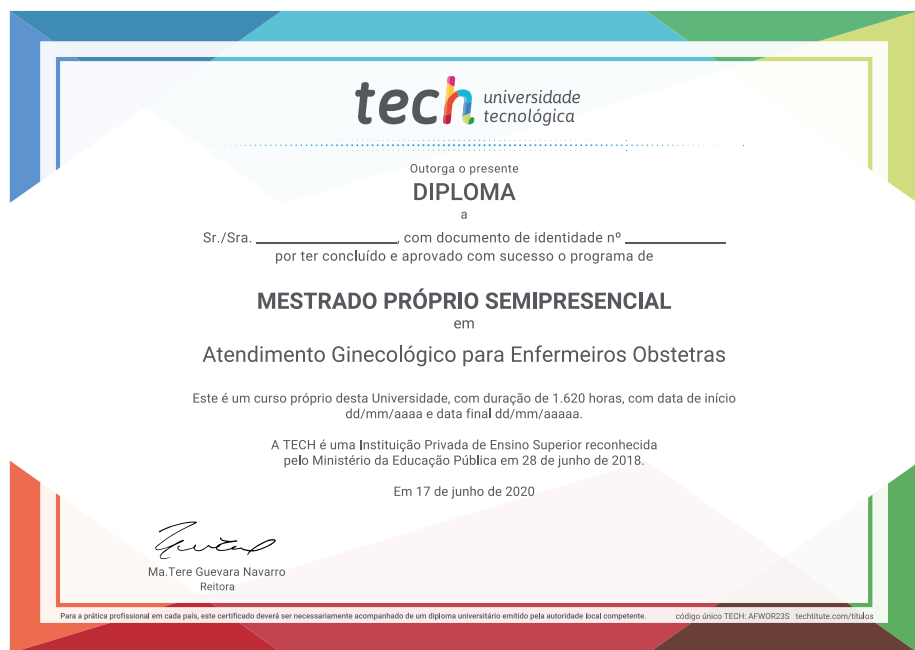 tech universidade
tecnológica
Outorga o presente
DIPLOMA
a
Sr./Sra. , com documento de identidade nº
por ter concluído e aprovado com sucesso o programa de
MESTRADO PRÓPRIO SEMIPRESENCIAL
em
Atendimento Ginecológico para Enfermeiros Obstetras
Este é um curso próprio desta Universidade, com duração de 1.620 horas, com data de início
dd/mm/aaaa e data final dd/mm/aaaaa.
A TECH é uma Instituição Privada de Ensino Superior reconhecida
pelo Ministério da Educação Pública em 28 de junho de 2018.
Em 17 de junho de 2020
Ma.Tere Guevara Navarro
Reitora
Para a prática profissional em cada país, este certificado deverá ser necessariamente acompanhado de um diploma universitário emitido pela autoridade local competente. código único TECH: AFWOR23S techtitute.com/titulos